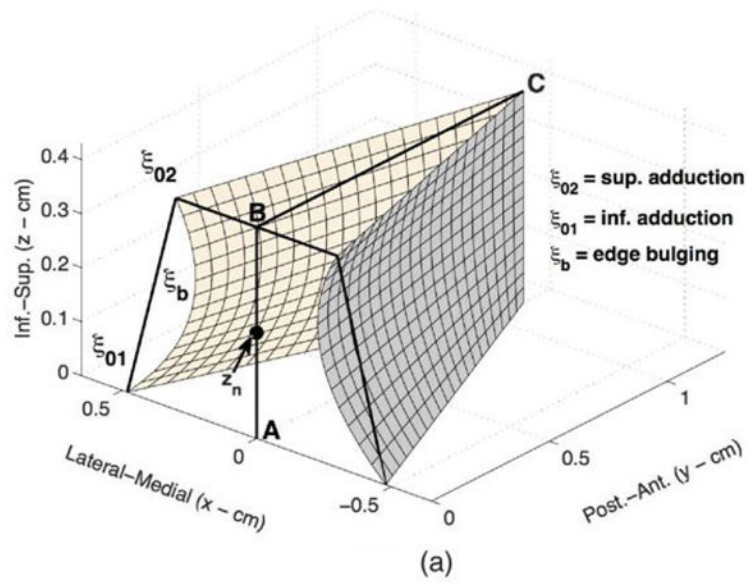 C
0.4
ξ02
ξ02 = sup. adduction
0.3
B
ξ01 = inf. adduction
0.2
ξb
ξb = edge bulging
Inf.–Sup. (z – cm)
0.1
ξ01
0
zn
1
0.5
A
0
0.5
Lateral–Medial (x – cm)
–0.5
0
Post.–Ant. (y – cm)
(a)